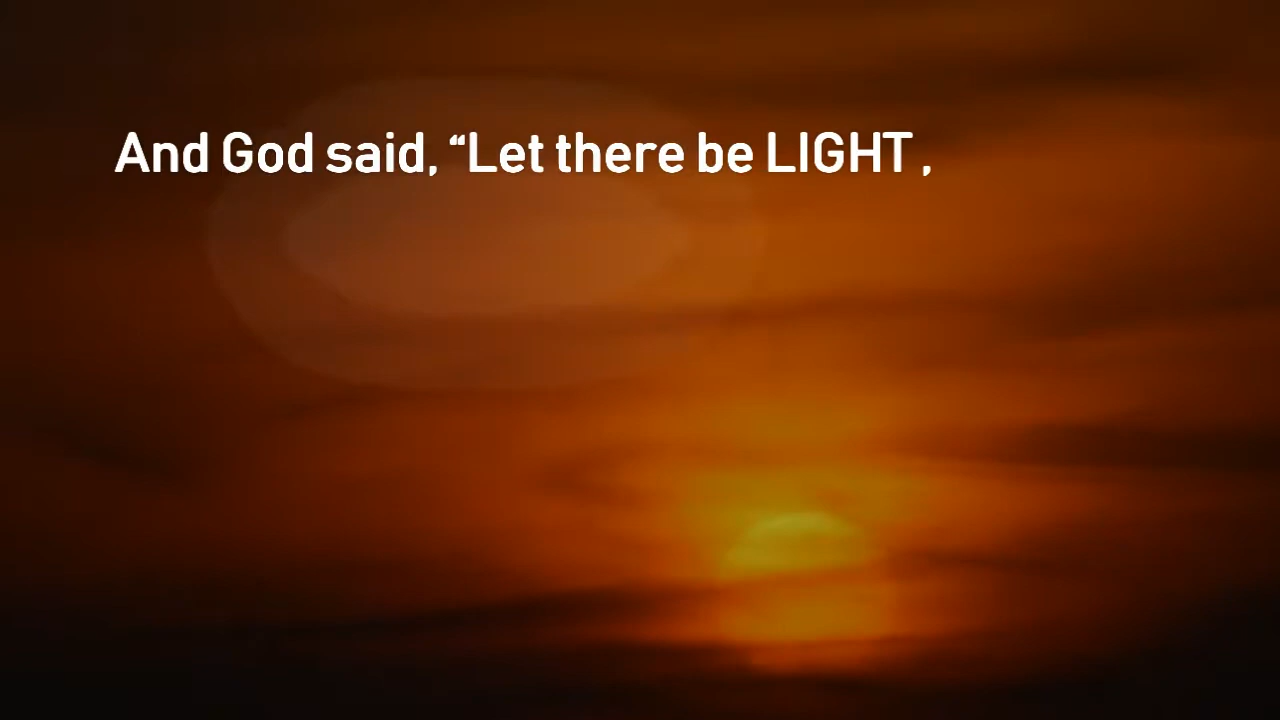 And God said, “Let there be LIGHT ,